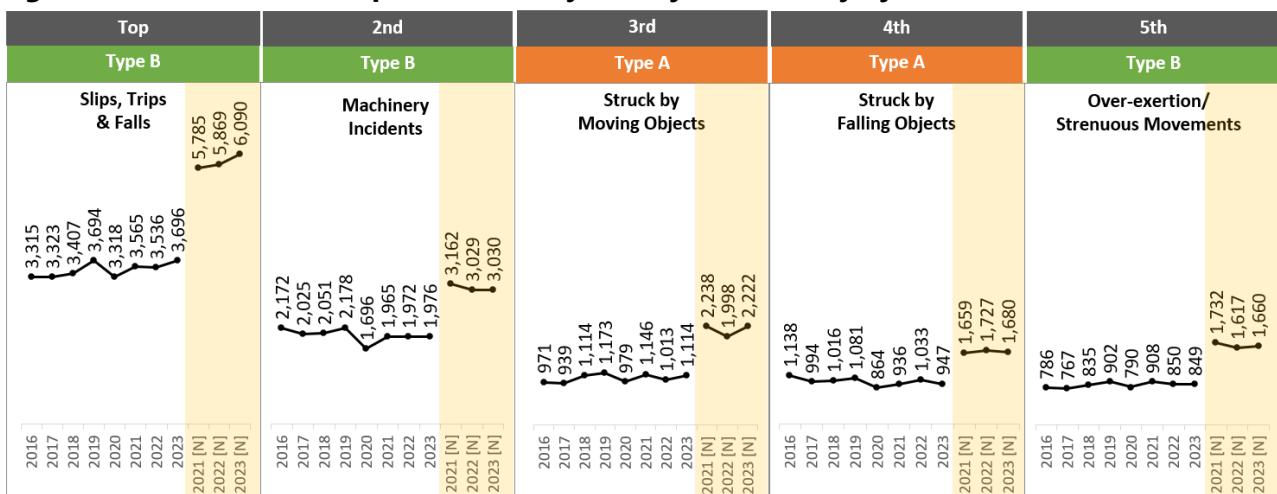 Top
Type B
Slips, Trips
& Falls
3,315
3,323
3,407
3,694
3,318
3,565
3,536
3,696
5,785
5,869
6,090
2016
2017
2018
2019
2020
2021
2022
2023
2021 [N]
2022 [N]
2023 [N]
2nd
Type B
Machinery
Incidents
2,172
2,025
2,051
2,178
1,696
1,965
1,972
1,976
3,162
3,029
3,030
2016
2017
2018
2019
2020
2021
2022
2023
2021 [N]
2022 [N]
2023 [N]
3rd
Type A
Struck by
Moving Objects
971
939
1,114
1,173
979
1,146
1,013
1,114
2,238
1,998
2,222
2016
2017
2018
2019
2020
2021
2022
2023
2021 [N]
2022 [N]
2023 [N]
4th
Type A
Struck by
Falling Objects
1,138
994
1,016
1,081
864
936
1,033
947
1,659
1,727
1,680
2016
2017
2018
2019
2020
2021
2022
2023
2021 [N]
2022 [N]
2023 [N]
5th
Type B
Over-exertion/
Strenuous Movements
786
767
835
902
790
908
850
849
1,732
1,617
1,660
2016
2017
2018
2019
2020
2021
2022
2023
2021 [N]
2022 [N]
2023 [N]